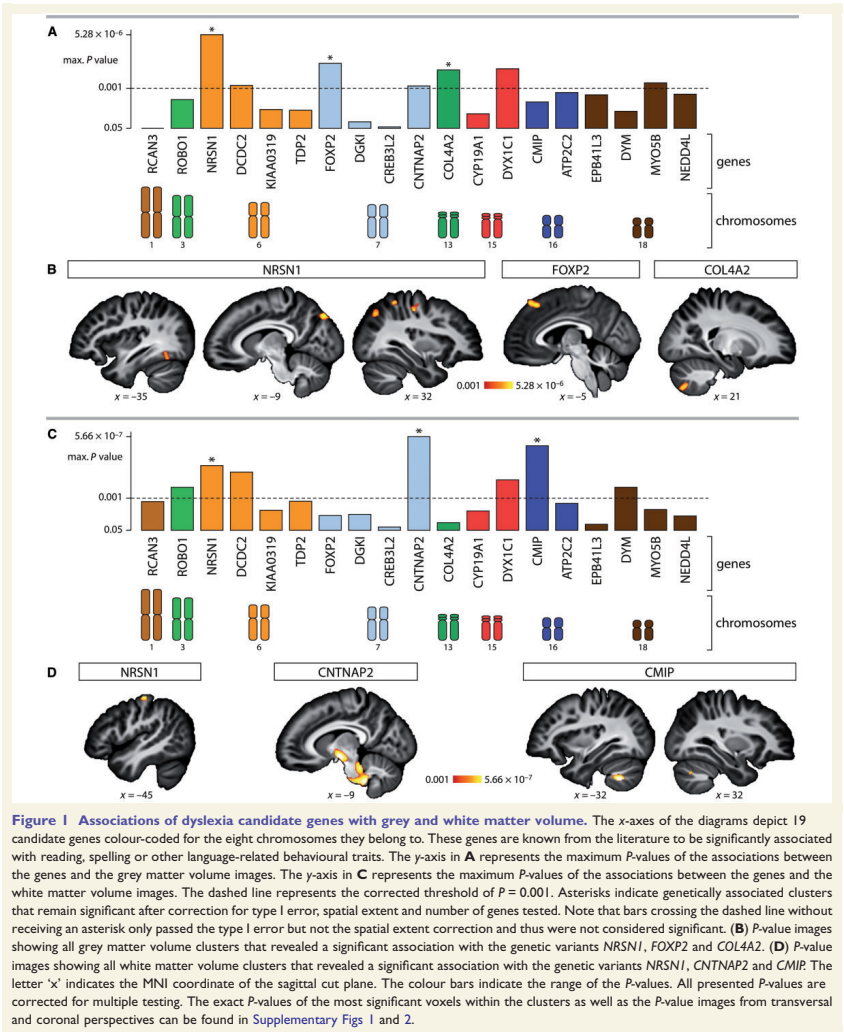 A
5.28 × 10⁻⁶
max. P value
0.001
0.05
RCAN3
ROBO1
NRSN1
DCDC2
KIAA0319
TDP2
FOXP2
DGKI
CREB3L2
CNTNAP2
COL4A2
CYP19A1
DYX1C1
CMIP
ATP2C2
EPB41L3
DYM
MYO5B
NEDD4L
genes
* * *
chromosomes
1 3 6 7 13 15 16 18
B
NRSN1 FOXP2 COL4A2
0.001 5.28 × 10⁻⁶
x = –35 x = –9 x = 32 x = –5 x = 21
C
5.66 × 10⁻⁷
max. P value
0.001
0.05
* * *
RCAN3
ROBO1
NRSN1
DCDC2
KIAA0319
TDP2
FOXP2
DGKI
CREB3L2
CNTNAP2
COL4A2
CYP19A1
DYX1C1
CMIP
ATP2C2
EPB41L3
DYM
MYO5B
NEDD4L
genes
chromosomes
1 3 6 7 13 15 16 18
D
NRSN1 CNTNAP2 CMIP
0.001 5.66 × 10⁻⁷
x = –45 x = –9 x = –32 x = 32
Figure 1 Associations of dyslexia candidate genes with grey and white matter volume. The x-axes of the diagrams depict 19
candidate genes colour-coded for the eight chromosomes they belong to. These genes are known from the literature to be significantly associated
with reading, spelling or other language-related behavioural traits. The y-axis in A represents the maximum P-values of the associations between
the genes and the grey matter volume images. The y-axis in C represents the maximum P-values of the associations between the genes and the
white matter volume images. The dashed line represents the corrected threshold of P = 0.001. Asterisks indicate genetically associated clusters
that remain significant after correction for type I error, spatial extent and number of genes tested. Note that bars crossing the dashed line without
receiving an asterisk only passed the type I error but not the spatial extent correction and thus were not considered significant. (B) P-value images
showing all grey matter volume clusters that revealed a significant association with the genetic variants NRSN1, FOXP2 and COL4A2. (D) P-value
images showing all white matter volume clusters that revealed a significant association with the genetic variants NRSN1, CNTNAP2 and CMIP. The
letter ‘x’ indicates the MNI coordinate of the sagittal cut plane. The colour bars indicate the range of the P-values. All presented P-values are
corrected for multiple testing. The exact P-values of the most significant voxels within the clusters as well as the P-value images from transversal
and coronal perspectives can be found in Supplementary Figs 1 and 2.